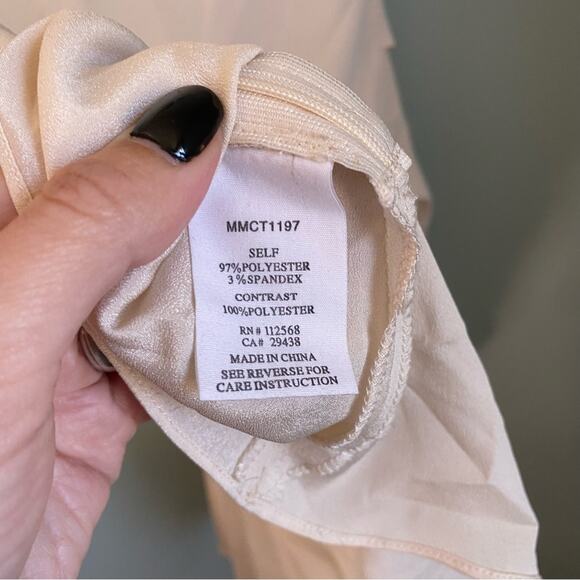 MMCT1197
SELF
97%POLYESTER
3%SPANDEX
CONTRAST
100%POLYESTER
RN# 112568
CA# 29438
MADE IN CHINA
SEE REVERSE FOR
CARE INSTRUCTION